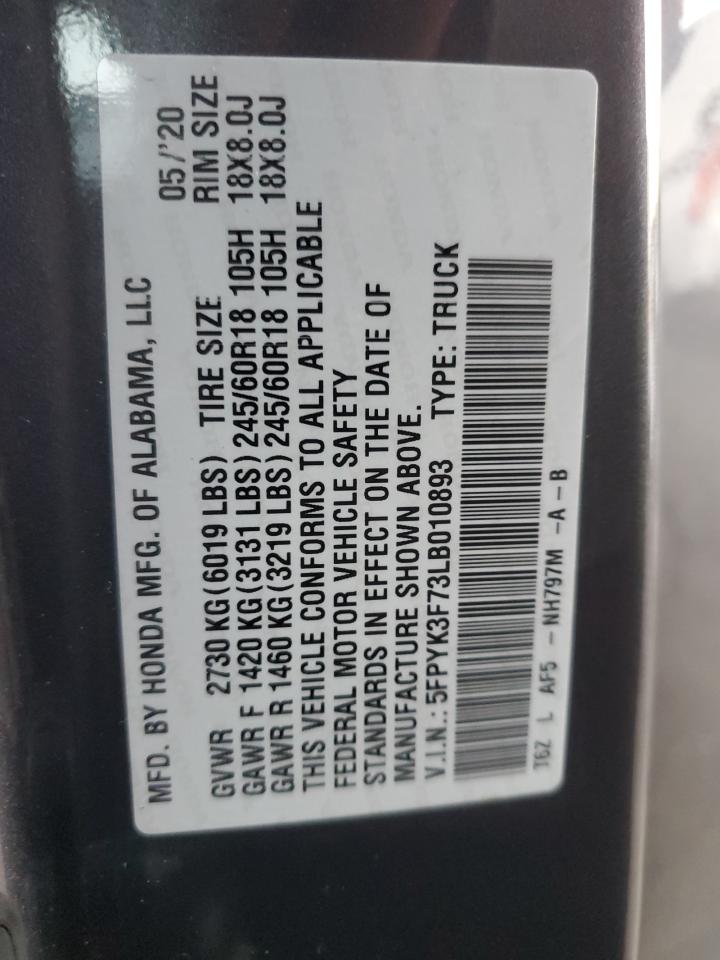 MFD. BY HONDA MFG. OF ALABAMA, LLC 05/'20
GVWR 2730 KG(6019 LBS) TIRE SIZE RIM SIZE
GAWR F 1420 KG(3131 LBS) 245/60R18 105H 18X8.0J
GAWR R 1460 KG(3219 LBS) 245/60R18 105H 18X8.0J
THIS VEHICLE CONFORMS TO ALL APPLICABLE
FEDERAL MOTOR VEHICLE SAFETY
STANDARDS IN EFFECT ON THE DATE OF
MANUFACTURE SHOWN ABOVE.
V.I.N.: 5FPYK3F73LB010893 TYPE: TRUCK
T6Z L AF5 - NH797M -A-B